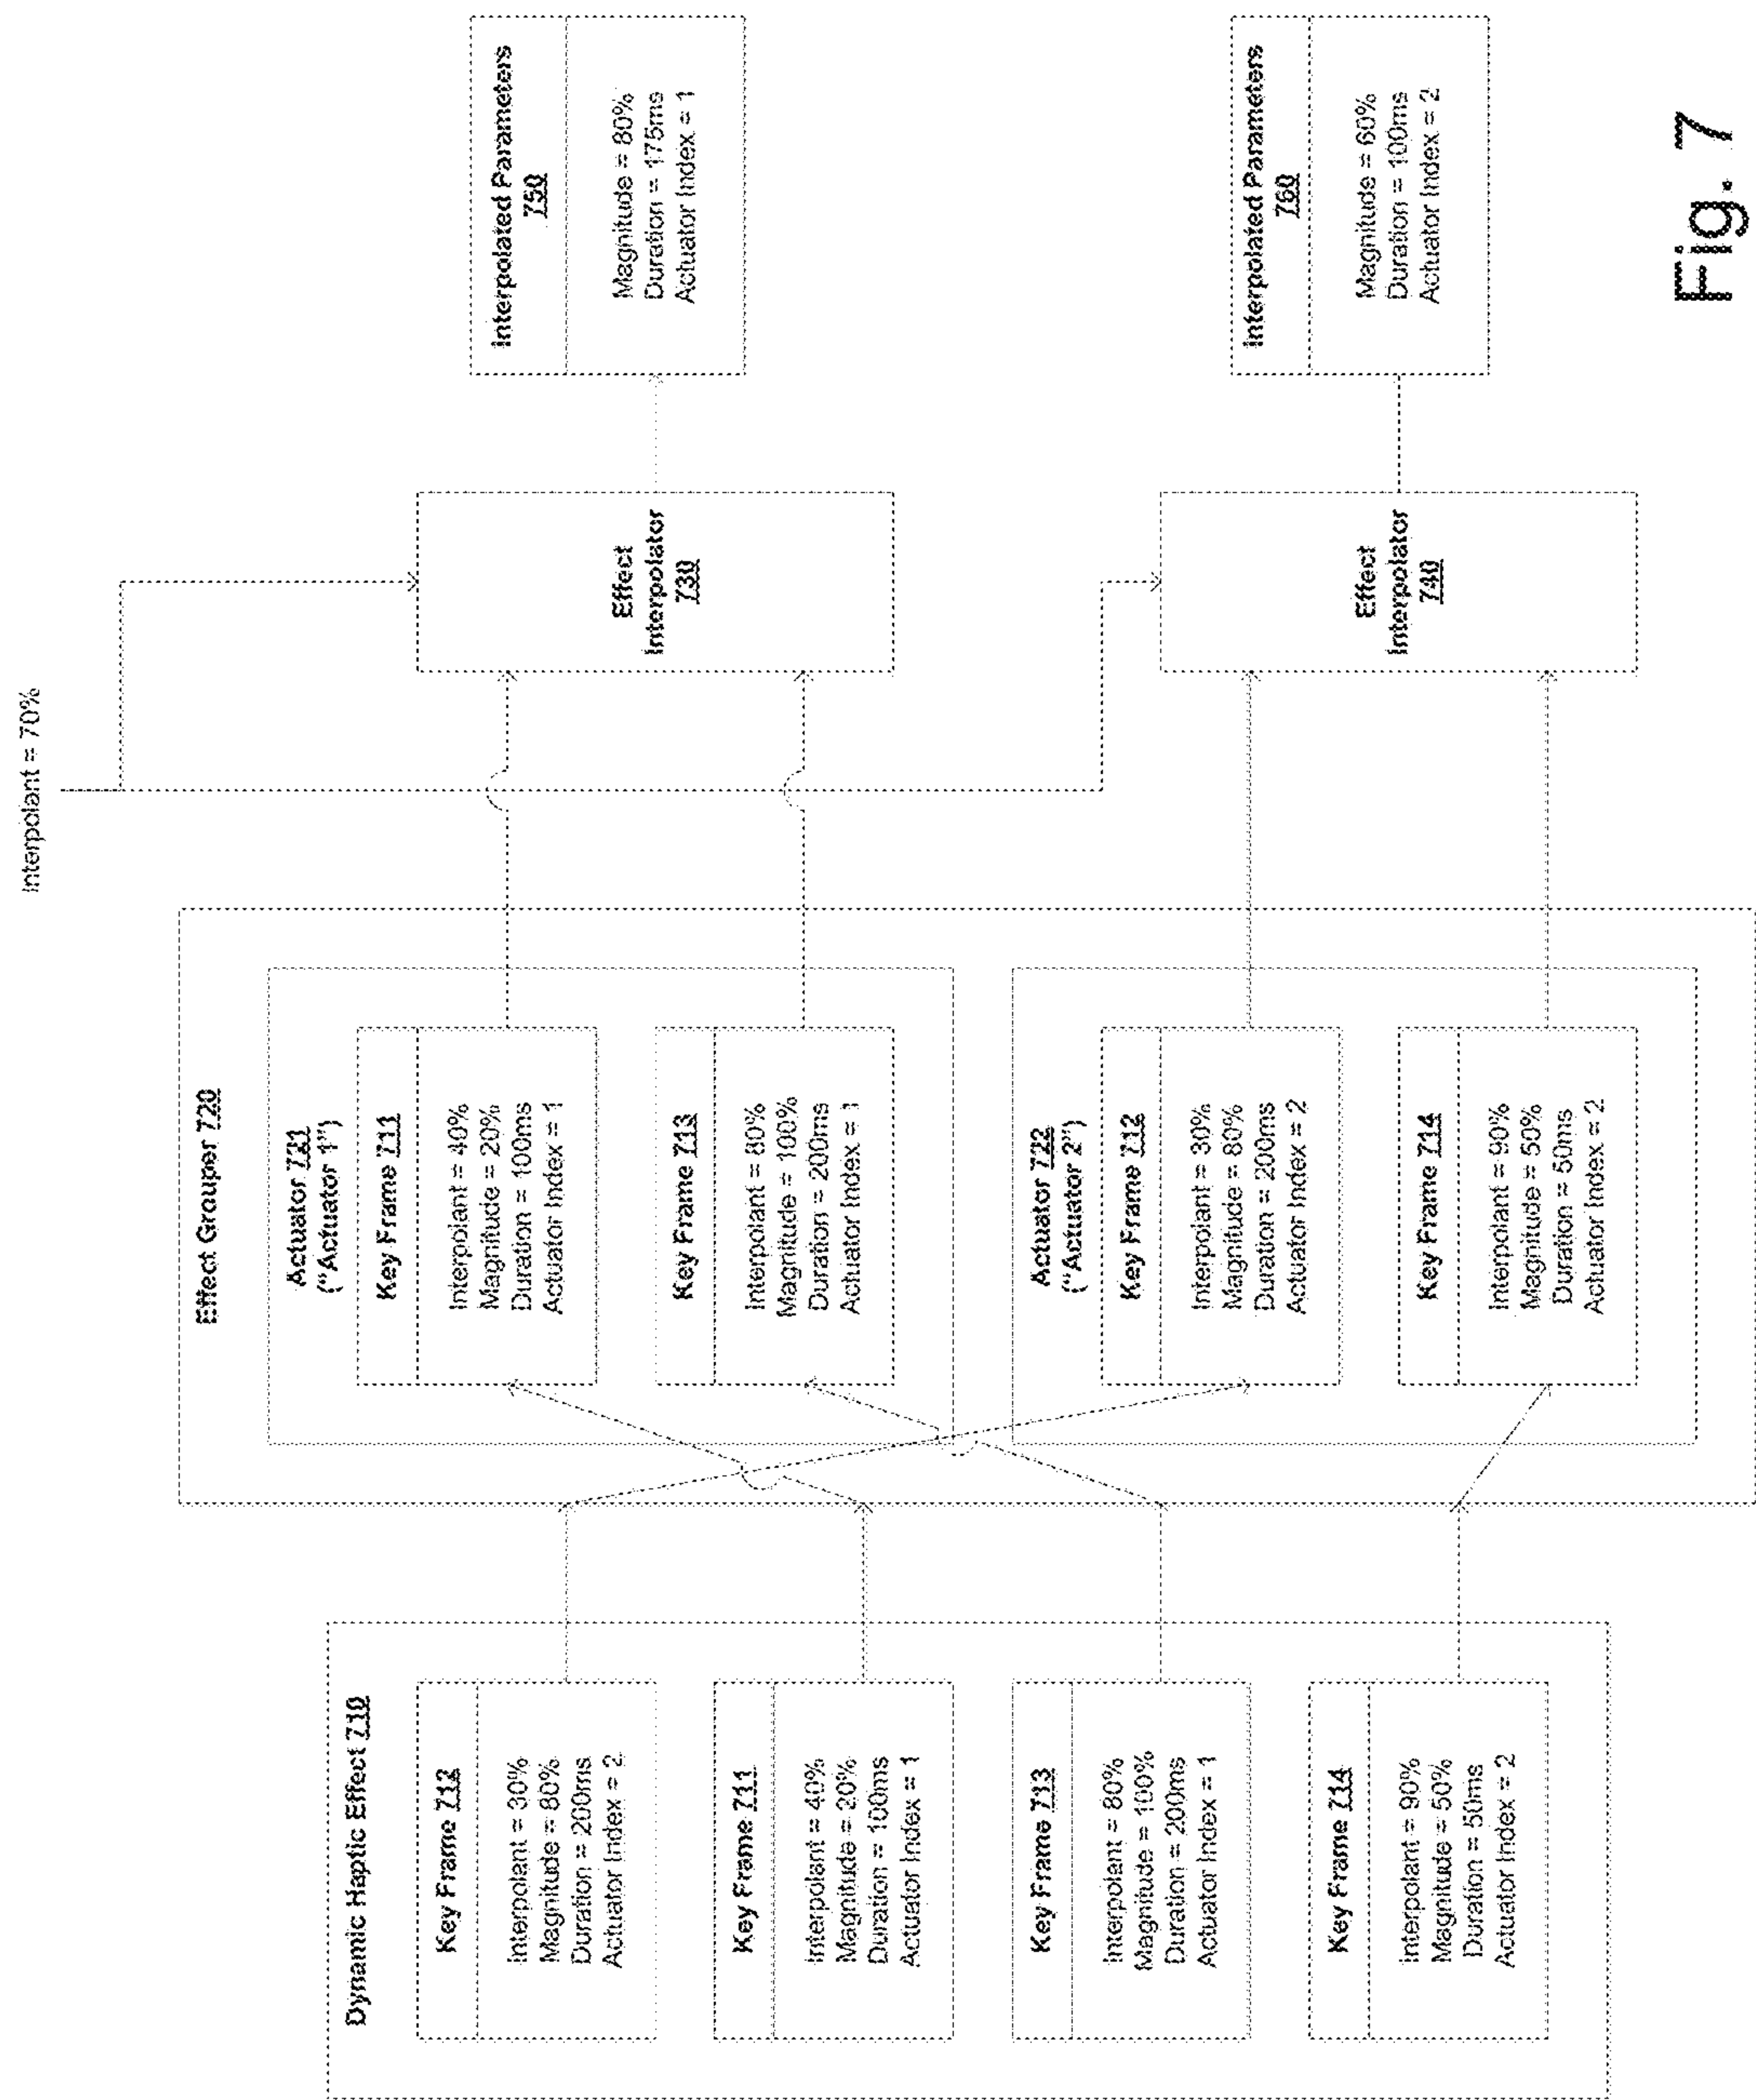 Interpolant = 70%
Dynamic Haptic Effect 710
Key Frame 712
Interpolant = 30%
Magnitude = 80%
Duration = 200ms
Actuator Index = 2
Key Frame 711
Interpolant = 40%
Magnitude = 20%
Duration = 100ms
Actuator Index = 1
Key Frame 713
Interpolant = 80%
Magnitude = 100%
Duration = 200ms
Actuator Index = 1
Key Frame 714
Interpolant = 90%
Magnitude = 50%
Duration = 50ms
Actuator Index = 2
Effect Grouper 720
Actuator 721
("Actuator 1")
Key Frame 711
Interpolant = 40%
Magnitude = 20%
Duration = 100ms
Actuator Index = 1
Key Frame 713
Interpolant = 80%
Magnitude = 100%
Duration = 200ms
Actuator Index = 1
Actuator 722
("Actuator 2")
Key Frame 712
Interpolant = 30%
Magnitude = 80%
Duration = 200ms
Actuator Index = 2
Key Frame 714
Interpolant = 90%
Magnitude = 50%
Duration = 50ms
Actuator Index = 2
Effect
Interpolator
730
Effect
Interpolator
740
Interpolated Parameters
750
Magnitude = 80%
Duration = 175ms
Actuator Index = 1
Interpolated Parameters
760
Magnitude = 60%
Duration = 100ms
Actuator Index = 2
Fig. 7